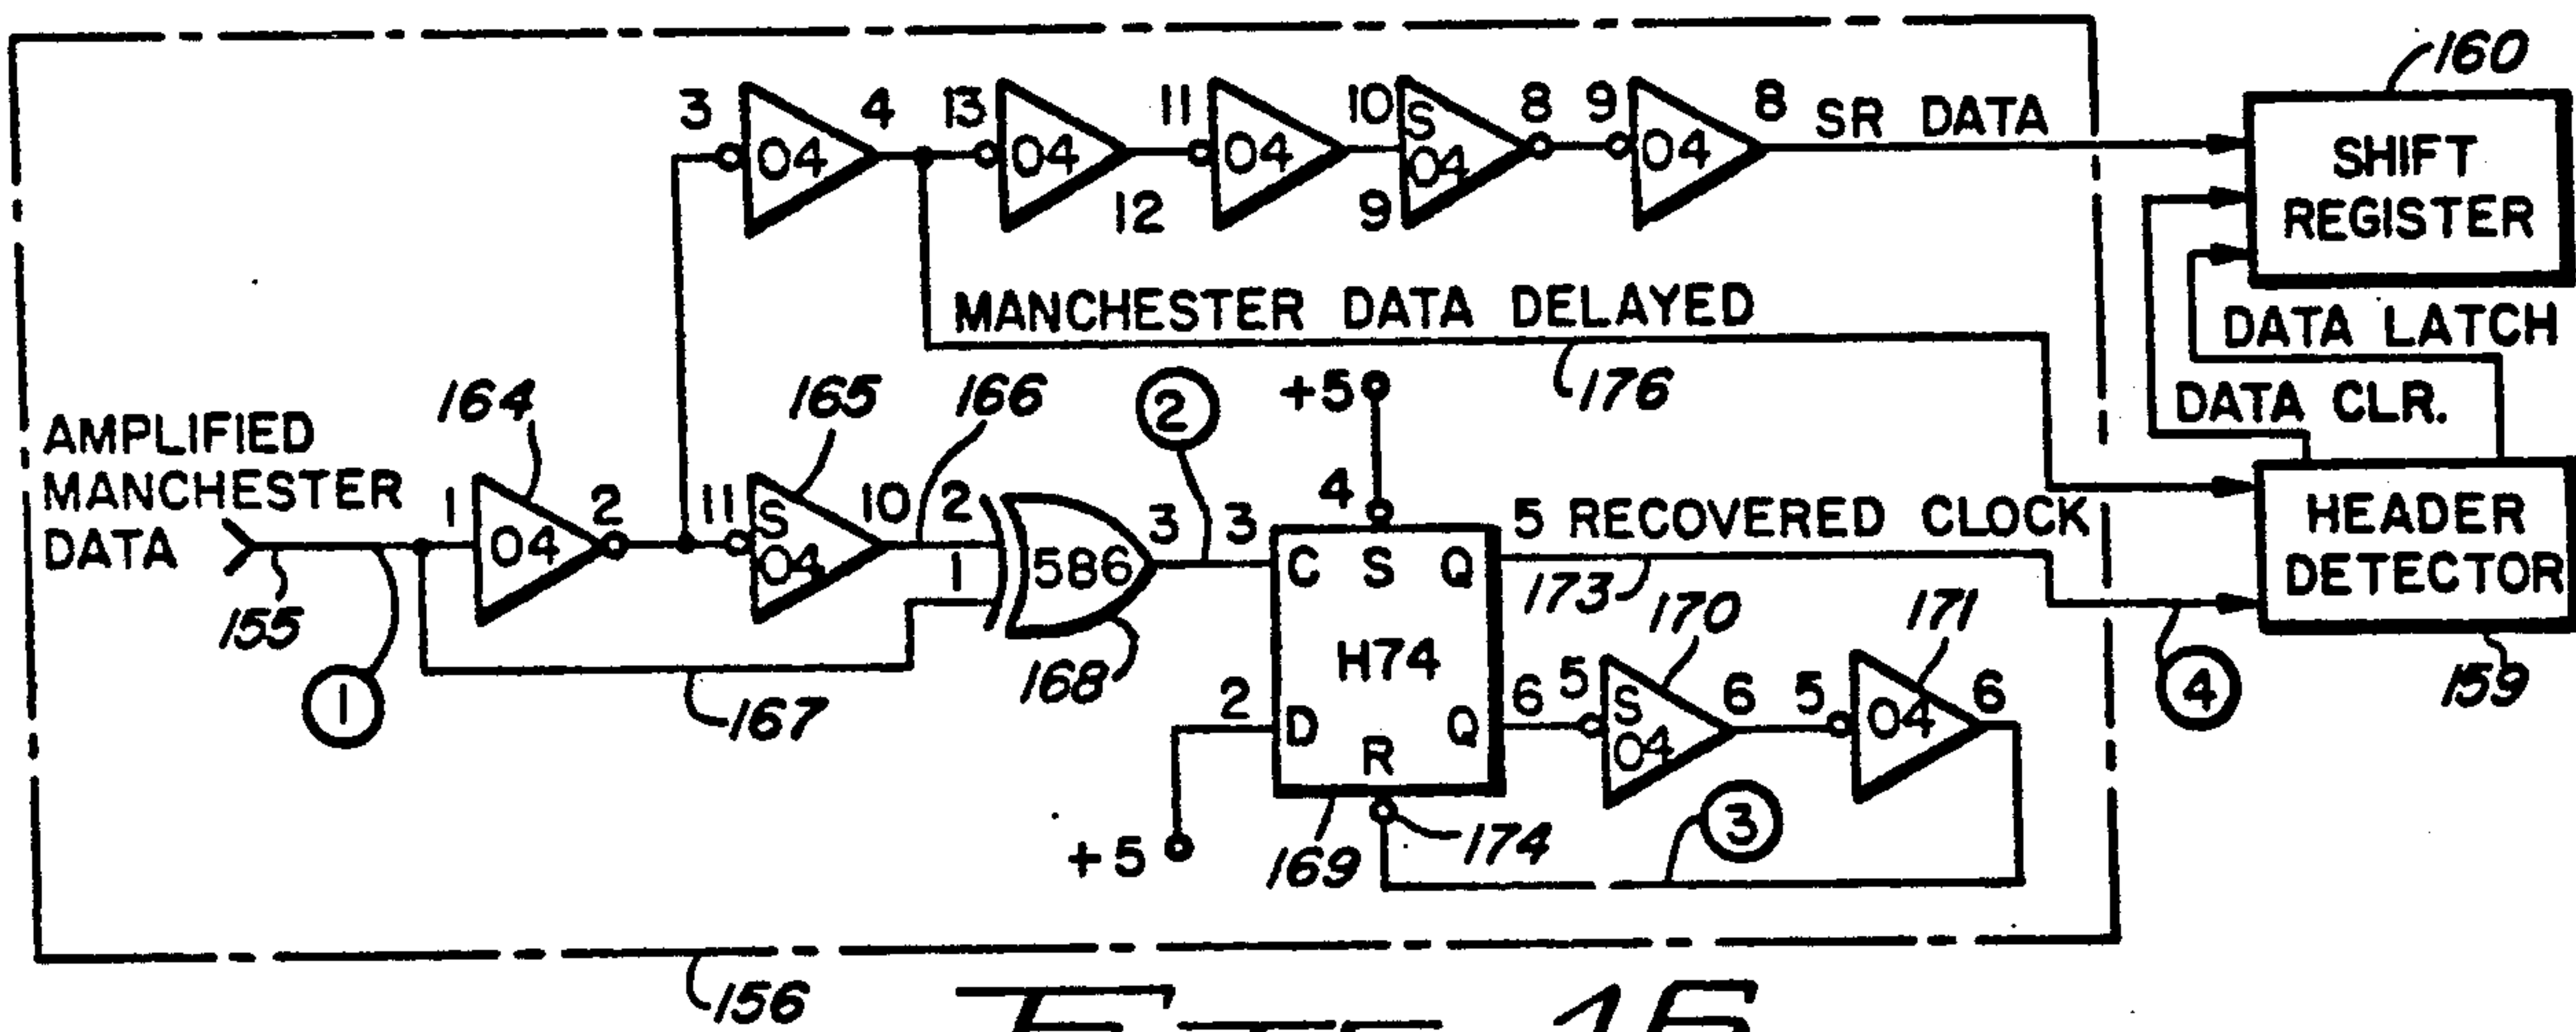 160
3 04 4 13 04 12 11 04 10 9 S 04 8 9 04 8 SR DATA
SHIFT
REGISTER
MANCHESTER DATA DELAYED
176
DATA LATCH
DATA CLR.
AMPLIFIED
MANCHESTER
DATA
155
1
164
1 04 2
165
11 S 04 10
166
167
2
1
586
3
168
2
+5
4
3 C S Q
H74
2 D R Q
+5
169
174
5 RECOVERED CLOCK
173
6
170
5 S 04 6
171
5 04 6
3
4
HEADER
DETECTOR
159
156